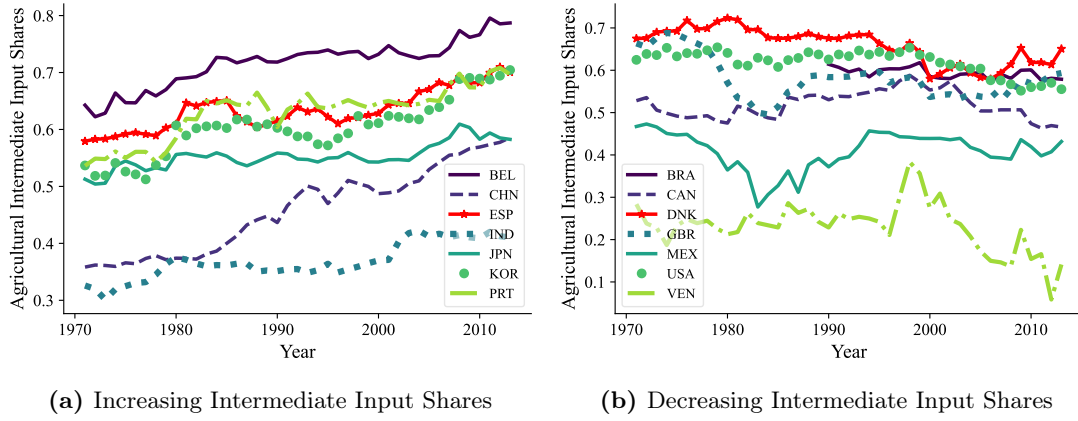 Agricultural Intermediate Input Shares
0.8
0.7
0.6
0.5
0.4
0.3
1970
1980
1990
2000
2010
Year
BEL
CHN
ESP
IND
JPN
KOR
PRT
(a) Increasing Intermediate Input Shares
Agricultural Intermediate Input Shares
0.7
0.6
0.5
0.4
0.3
0.2
0.1
1970
1980
1990
2000
2010
Year
BRA
CAN
DNK
GBR
MEX
USA
VEN
(b) Decreasing Intermediate Input Shares